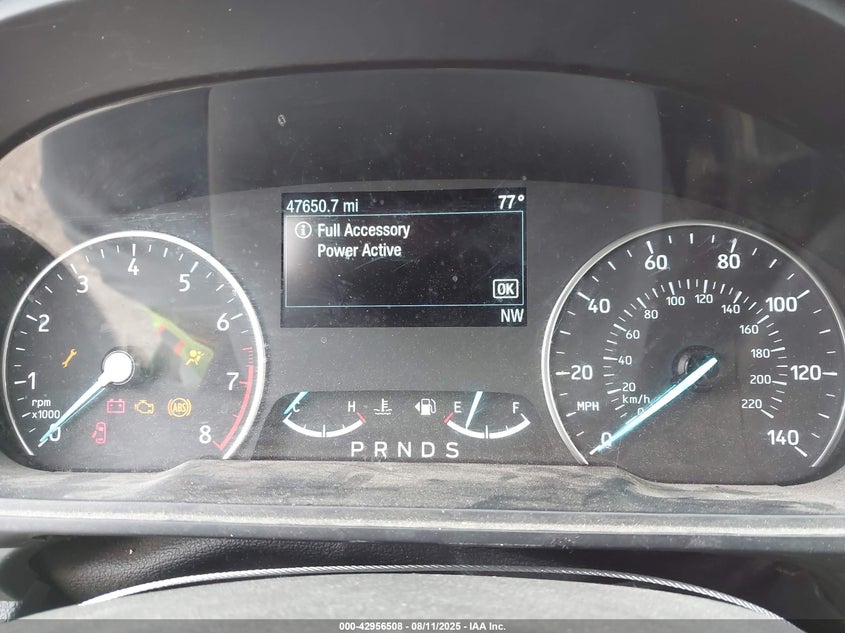 47650.7 mi 77°
Full Accessory
Power Active
OK
NW
0 1 2 3 4 5 6 7 8
rpm
x1000
ABS
C H E F
P R N D S
0 20 40 60 80 100 120 140
MPH
0 20 40 60 80 100 120 140 160 180 200 220
km/h
000-42956508 - 08/11/2025 - IAA Inc.